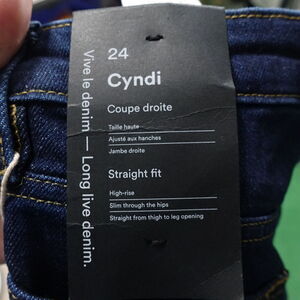 24
Cyndi
Coupe droite
Taille haute
Ajusté aux hanches
Jambe droite
Straight fit
High-rise
Slim through the hips
Straight from thigh to leg opening
Vive le denim — Long live denim.